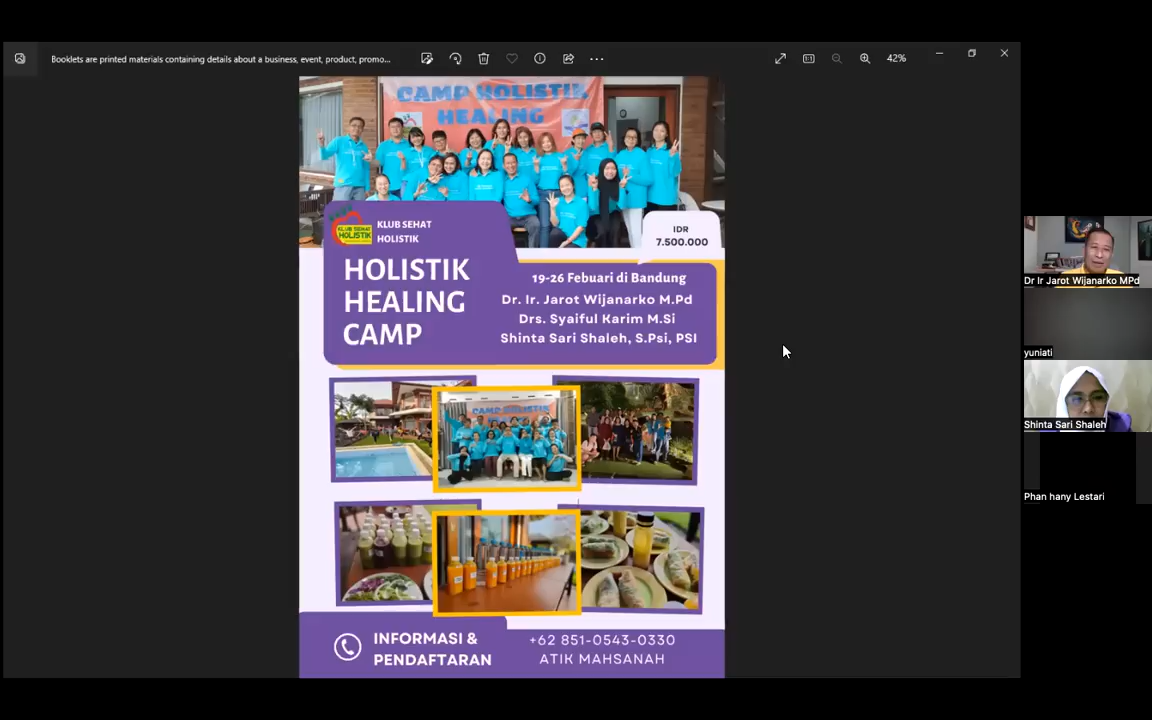 Booklets are printed materials containing details about a business, event, product, promo...
42%
CAMP HOLISTIK
HEALING
KLUB SEHAT
HOLISTIK
KLUB SEHAT
HOLISTIK
IDR
7.500.000
HOLISTIK
HEALING
CAMP
19-26 Febuari di Bandung
Dr. Ir. Jarot Wijanarko M.Pd
Drs. Syaiful Karim M.Si
Shinta Sari Shaleh, S.Psi, PSI
CAMP HOLISTIK
INFORMASI &
PENDAFTARAN
+62 851-0543-0330
ATIK MAHSANAH
Dr Ir Jarot Wijanarko MPd
yuniati
Shinta Sari Shaleh
Phan hany Lestari